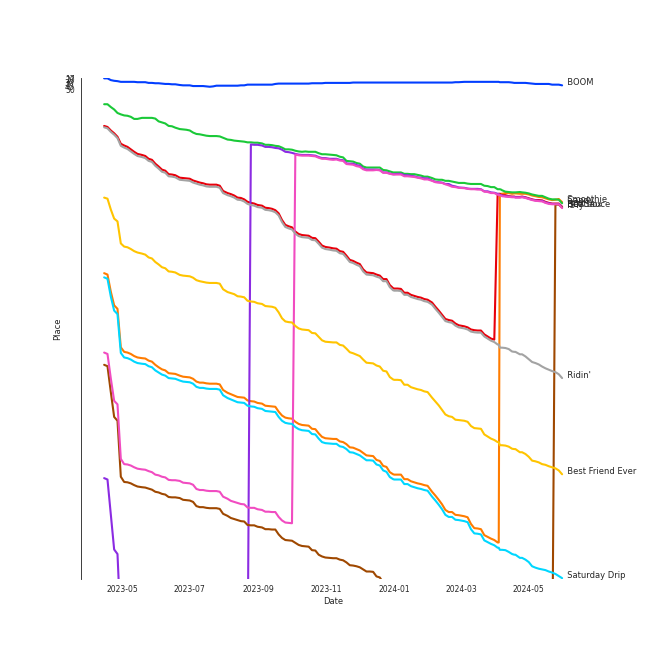 BOOM
Smoothie
Ridin'
Best Friend Ever
Saturday Drip
Place
2023-05
2023-07
2023-09
2023-11
2024-01
2024-03
2024-05
Date